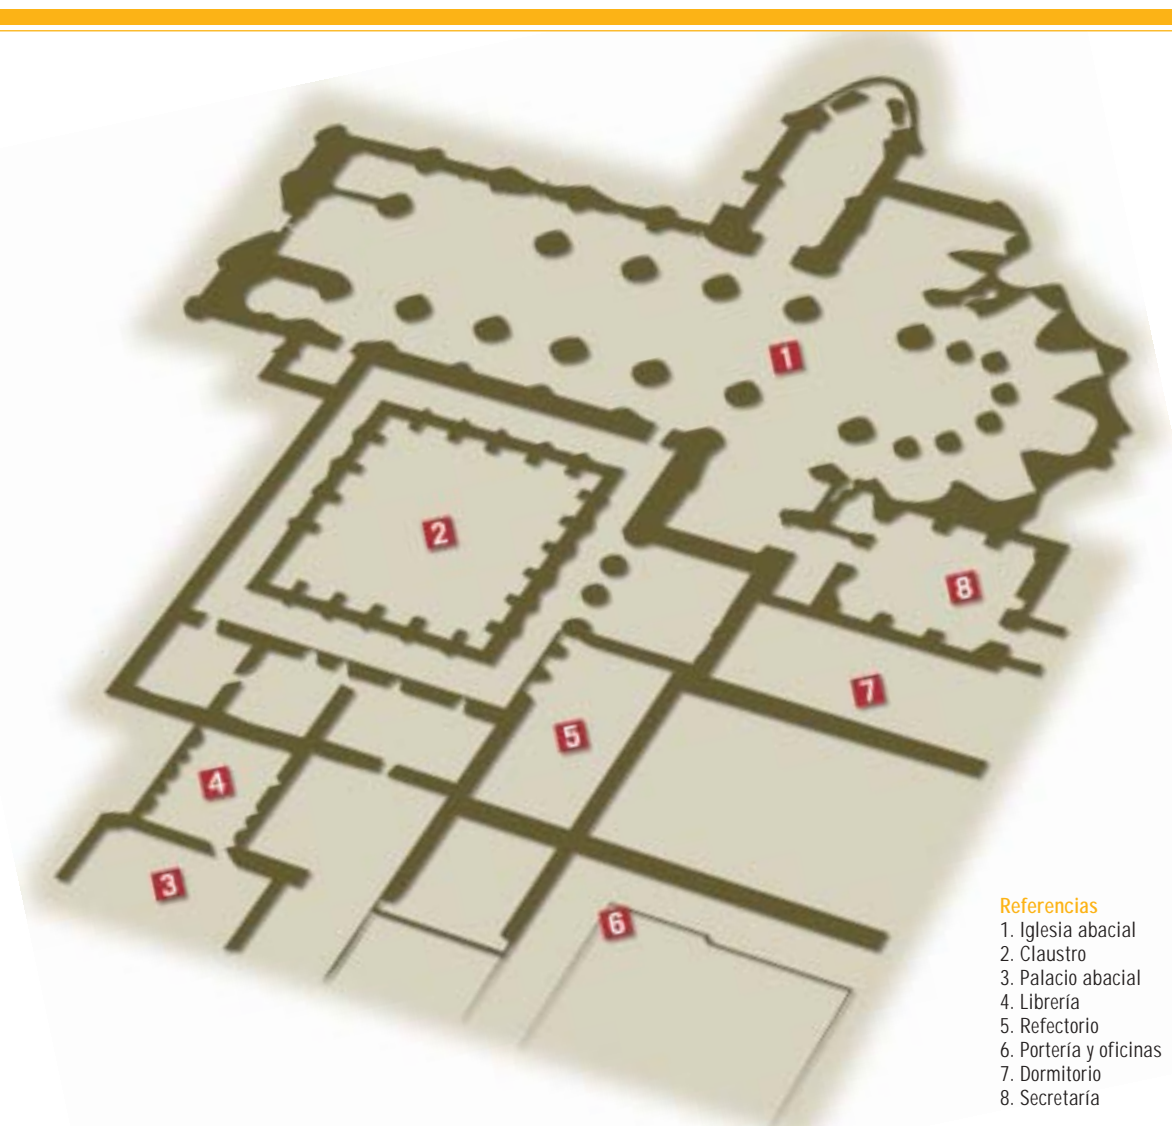 1
2
8
7
5
4
3
6
Referencias
1. Iglesia abacial
2. Claustro
3. Palacio abacial
4. Librería
5. Refectorio
6. Portería y oficinas
7. Dormitorio
8. Secretaría